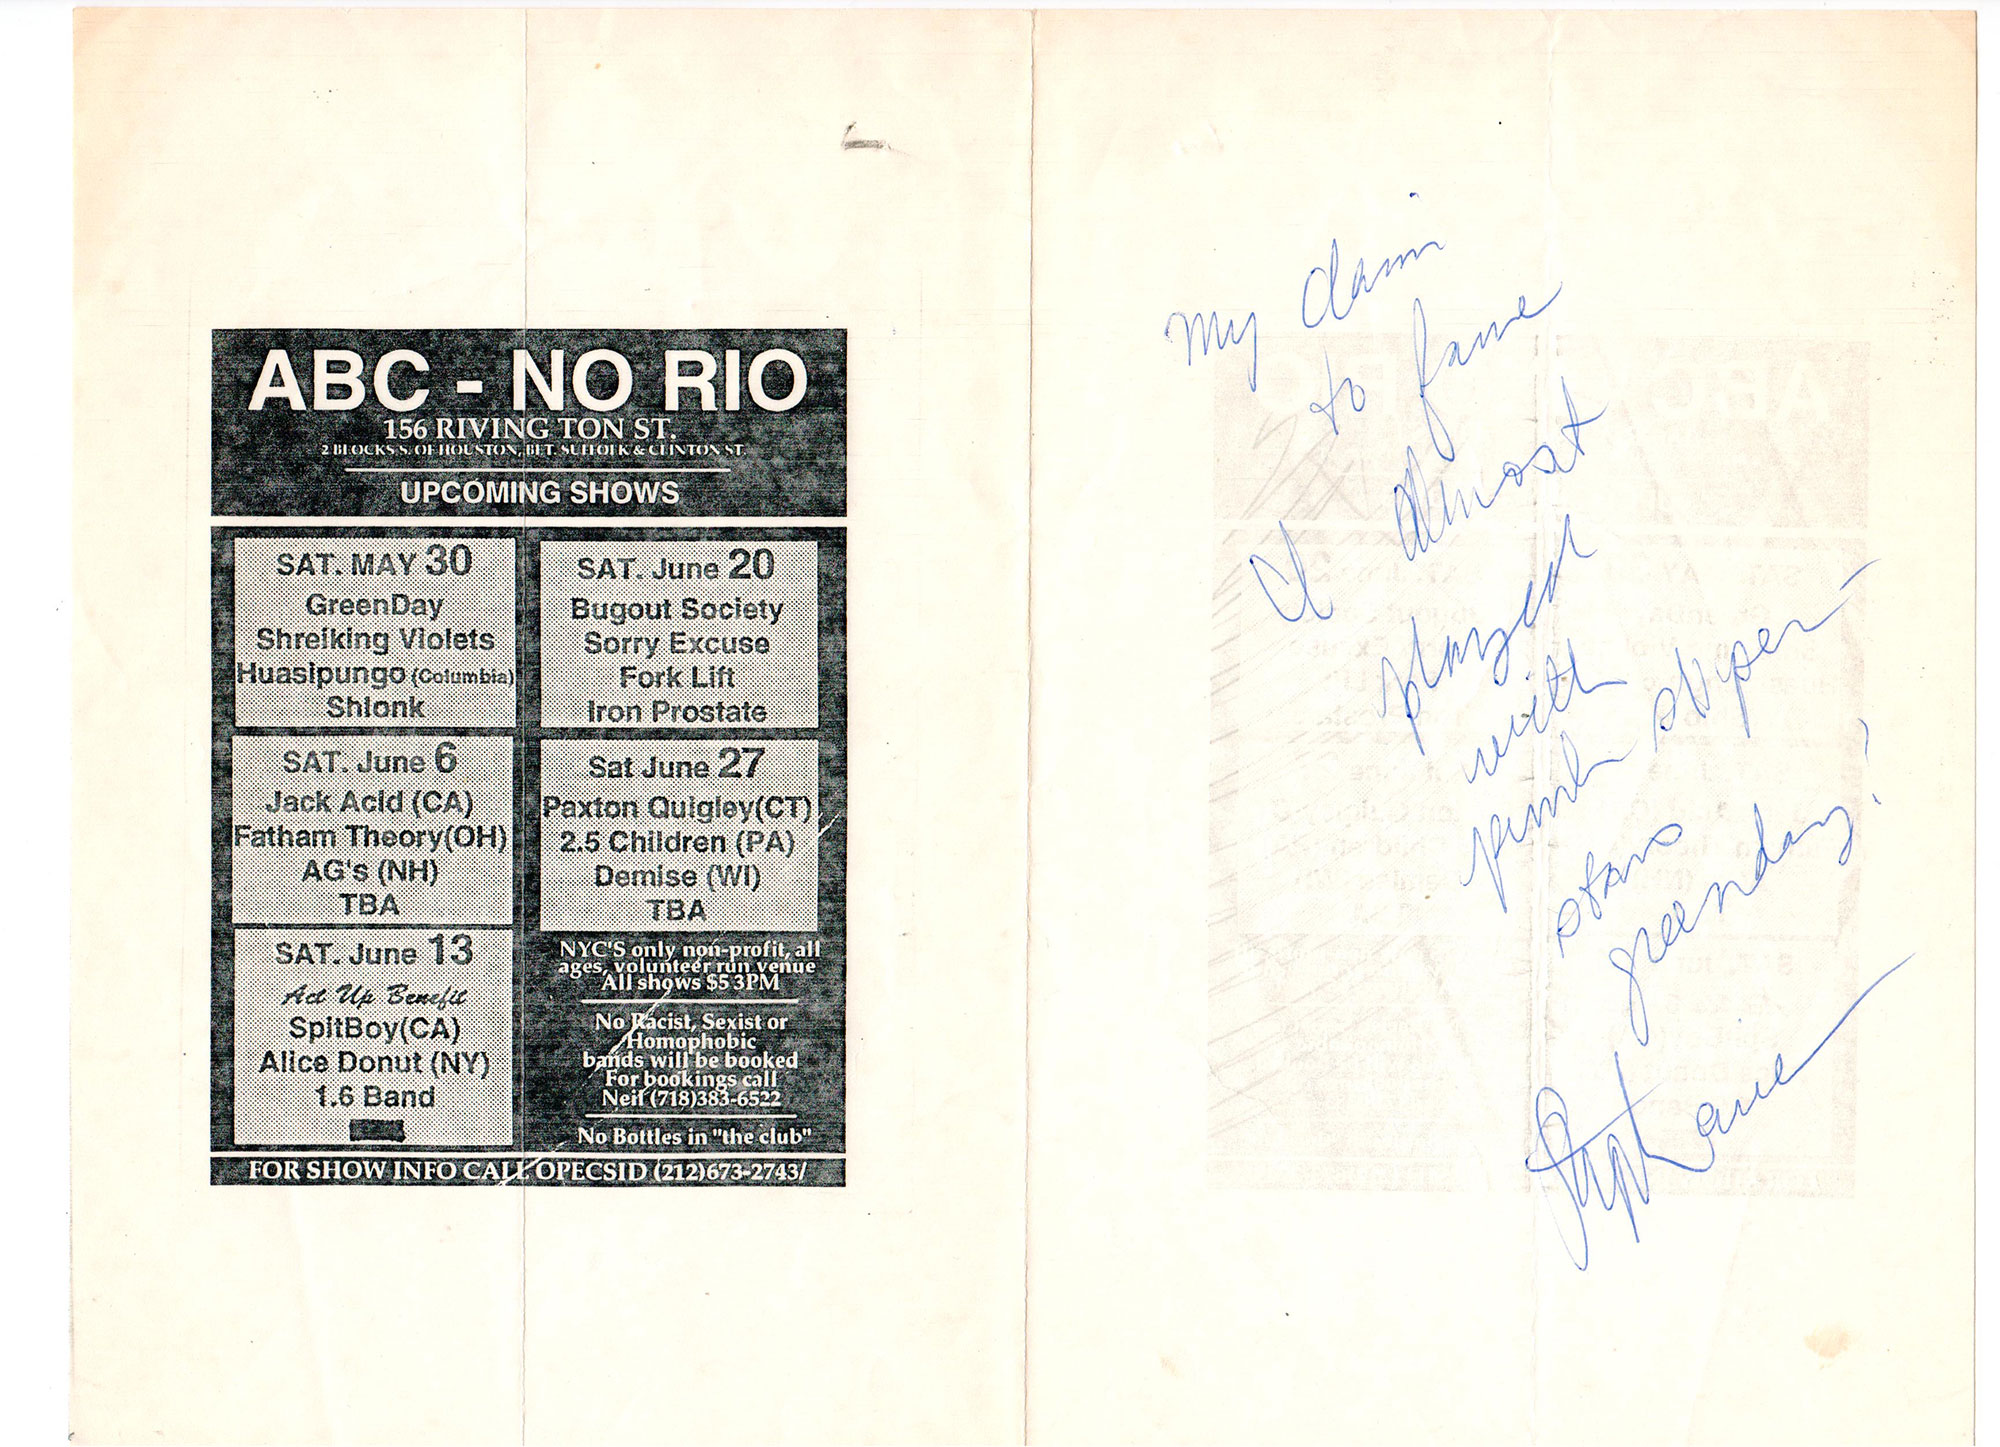 ABC - NO RIO
156 RIVING TON ST.
2 BLOCKS S. OF HOUSTON, BET. SUFFOLK & CLINTON ST.
UPCOMING SHOWS
SAT. MAY 30
GreenDay
Shreiking Violets
Huasipungo (Columbia)
Shlonk
SAT. June 6
Jack Acid (CA)
Fatham Theory(OH)
AG's (NH)
TBA
SAT. June 13
Act Up Benefit
SpitBoy(CA)
Alice Donut (NY)
1.6 Band
SAT. June 20
Bugout Society
Sorry Excuse
Fork Lift
Iron Prostate
Sat June 27
Paxton Quigley(CT)
2.5 Children (PA)
Demise (WI)
TBA
NYC'S only non-profit, all
ages, volunteer run venue
All shows $5 3PM
No Racist, Sexist or
Homophobic
bands will be booked
For bookings call
Neil (718)383-6522
No Bottles in "the club"
FOR SHOW INFO CALL OPECSID (212)673-2743/
My claim
to fame
I almost
played
with
punk super
stars
greenday!
Stephanie